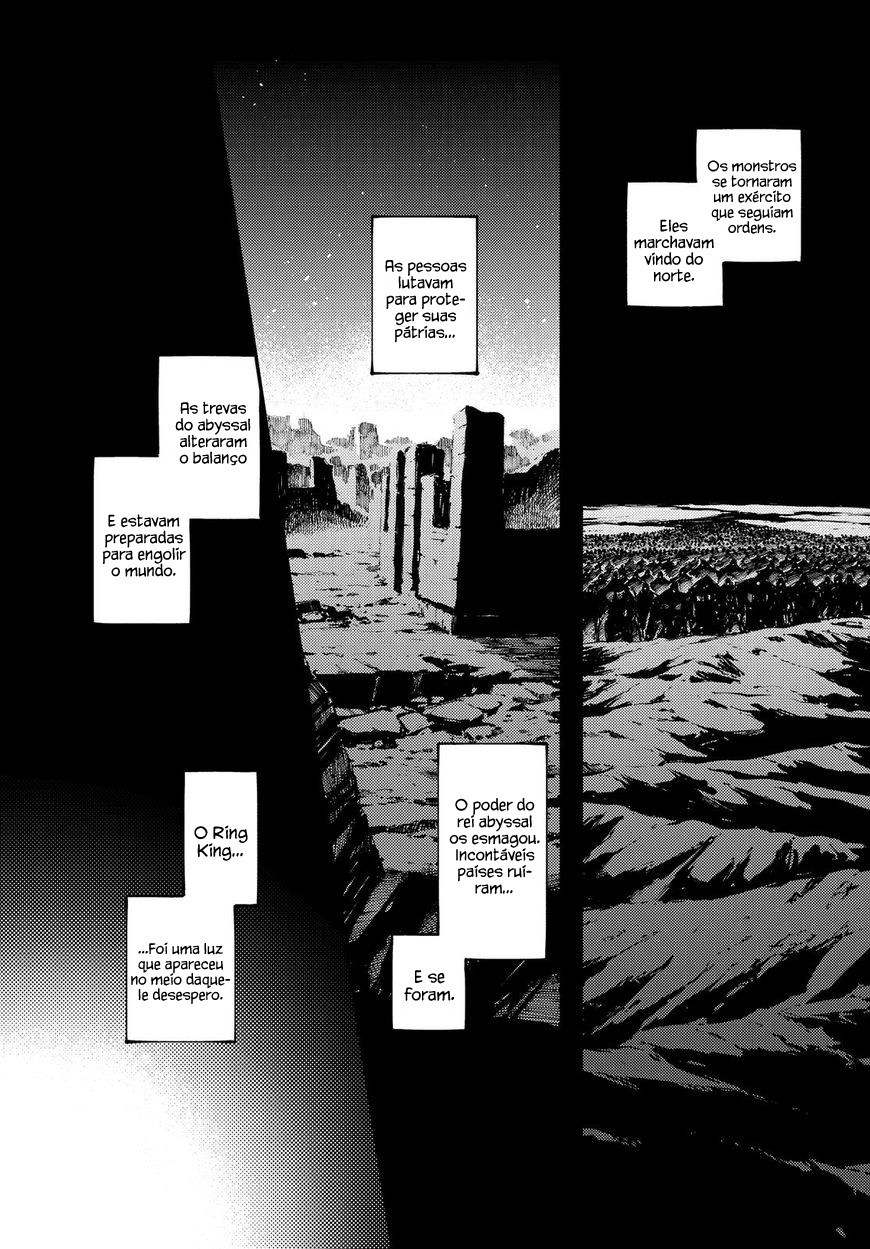 Os monstros
se tornaram
um exército
que seguiam
ordens.
Eles
marchavam
vindo do
norte.
As pessoas
lutavam
para prote-
ger suas
pátrias...
O poder do
rei abyssal
os esmagou.
Incontáveis
países ruí-
ram...
E se
foram.
As trevas
do abyssal
alteraram
o balanço
E estavam
preparadas
para engolir
o mundo.
O Ring
King...
...Foi uma luz
que apareceu
no meio daque-
le desespero.